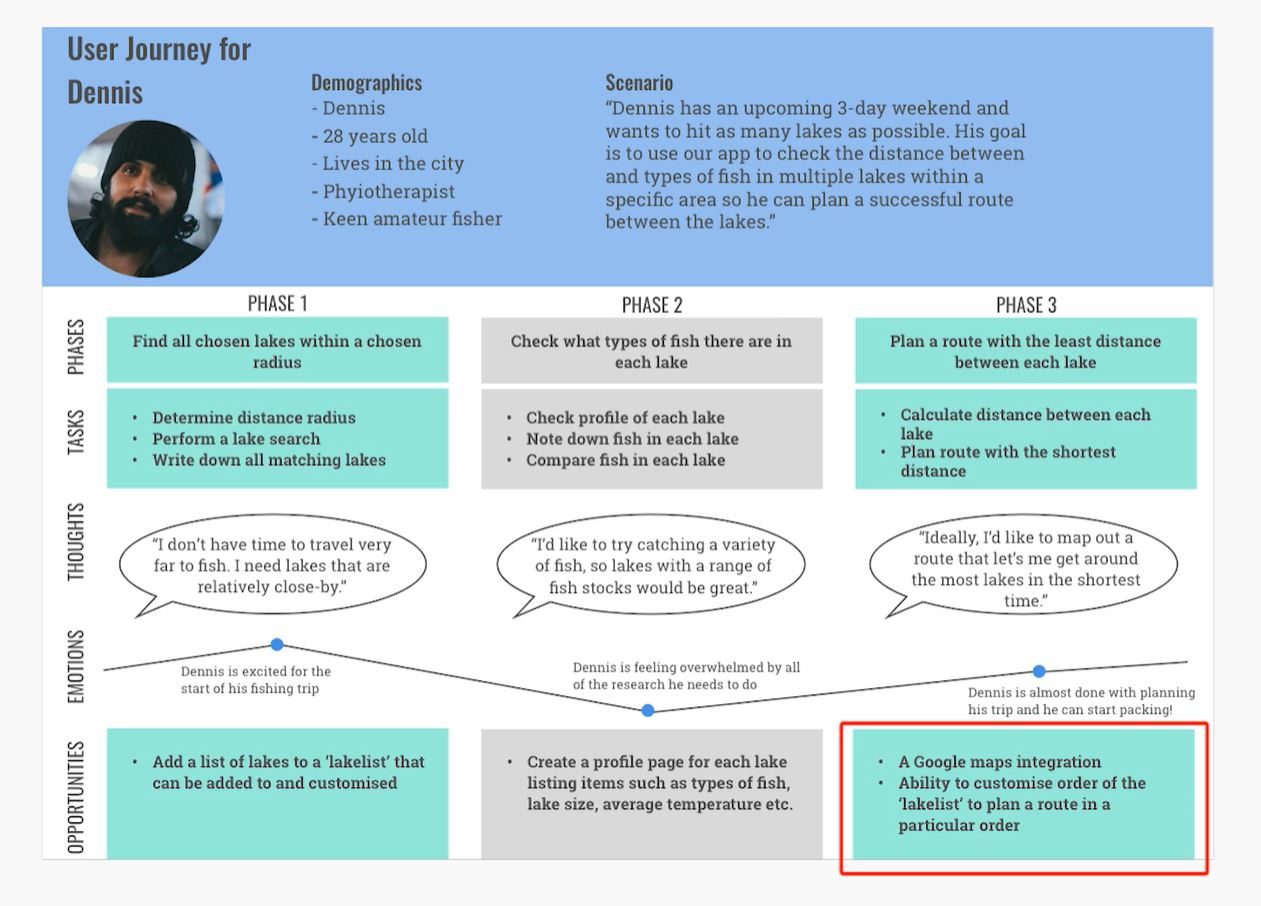 User Journey for
Dennis
Demographics
- Dennis
- 28 years old
- Lives in the city
- Phyiotherapist
- Keen amateur fisher
Scenario
“Dennis has an upcoming 3-day weekend and
wants to hit as many lakes as possible. His goal
is to use our app to check the distance between
and types of fish in multiple lakes within a
specific area so he can plan a successful route
between the lakes.”
PHASE 1
PHASE 2
PHASE 3
PHASES
Find all chosen lakes within a chosen
radius
Check what types of fish there are in
each lake
Plan a route with the least distance
between each lake
TASKS
• Determine distance radius
• Perform a lake search
• Write down all matching lakes
• Check profile of each lake
• Note down fish in each lake
• Compare fish in each lake
• Calculate distance between each
lake
• Plan route with the shortest
distance
THOUGHTS
“I don’t have time to travel very
far to fish. I need lakes that are
relatively close-by.”
“I’d like to try catching a variety
of fish, so lakes with a range of
fish stocks would be great.”
“Ideally, I’d like to map out a
route that let’s me get around
the most lakes in the shortest
time.”
EMOTIONS
Dennis is excited for the
start of his fishing trip
Dennis is feeling overwhelmed by all
of the research he needs to do
Dennis is almost done with planning
his trip and he can start packing!
OPPORTUNITIES
• Add a list of lakes to a ‘lakelist’ that
can be added to and customised
• Create a profile page for each lake
listing items such as types of fish,
lake size, average temperature etc.
• A Google maps integration
• Ability to customise order of the
‘lakelist’ to plan a route in a
particular order